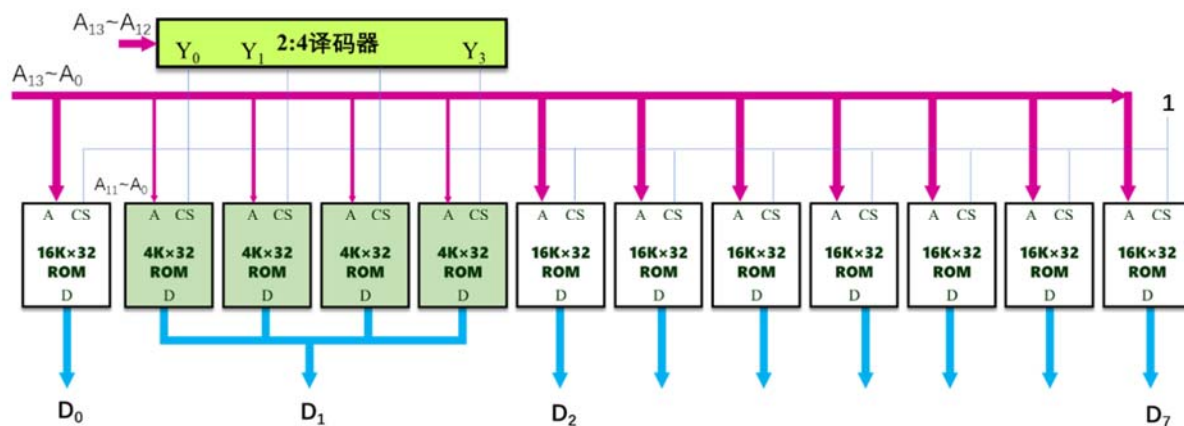 A₁₃~A₁₂
2:4译码器
Y₀ Y₁ Y₃
A₁₃~A₀
1
A₁₁~A₀
A CS A CS A CS A CS A CS A CS A CS A CS A CS A CS A CS A CS
16K×32 4K×32 4K×32 4K×32 4K×32 16K×32 16K×32 16K×32 16K×32 16K×32 16K×32 16K×32
ROM ROM ROM ROM ROM ROM ROM ROM ROM ROM ROM ROM
D D D D D D D D D D D D
D₀ D₁ D₂ D₇